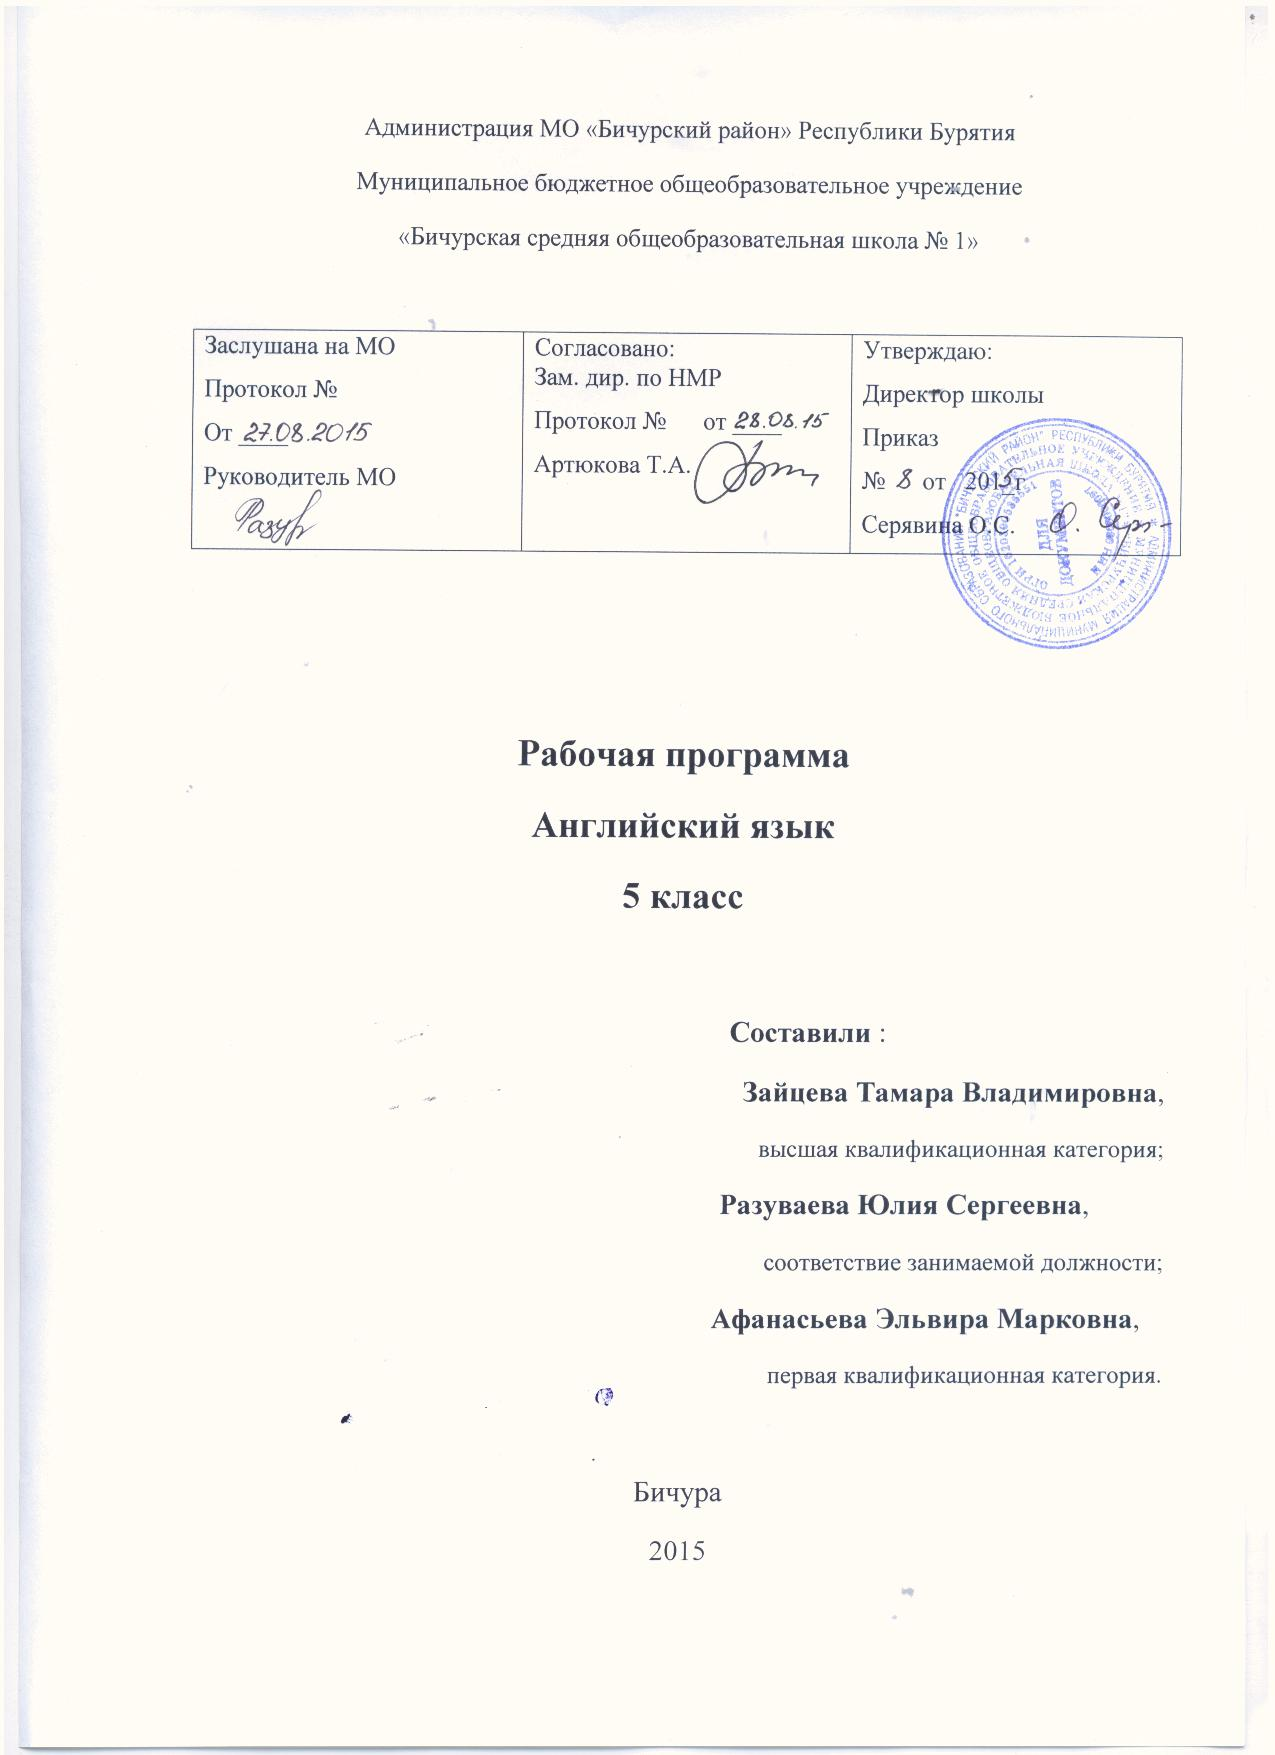 Администрация МО «Бичурский район» Республики Бурятия
Муниципальное бюджетное общеобразовательное учреждение
«Бичурская средняя общеобразовательная школа № 1»
Заслушана на МО
Протокол №
От 27.08.2015
Руководитель МО
Разув
Согласовано:
Зам. дир. по НМР
Протокол № от 28.08.15
Артюкова Т.А.
Утверждаю:
Директор школы
Приказ
№ 8 от 2015г
Серявина О.С.
ДЛЯ
ДОКУМЕНТОВ
Рабочая программа
Английский язык
5 класс
Составили :
Зайцева Тамара Владимировна,
высшая квалификационная категория;
Разуваева Юлия Сергеевна,
соответствие занимаемой должности;
Афанасьева Эльвира Марковна,
первая квалификационная категория.
Бичура
2015